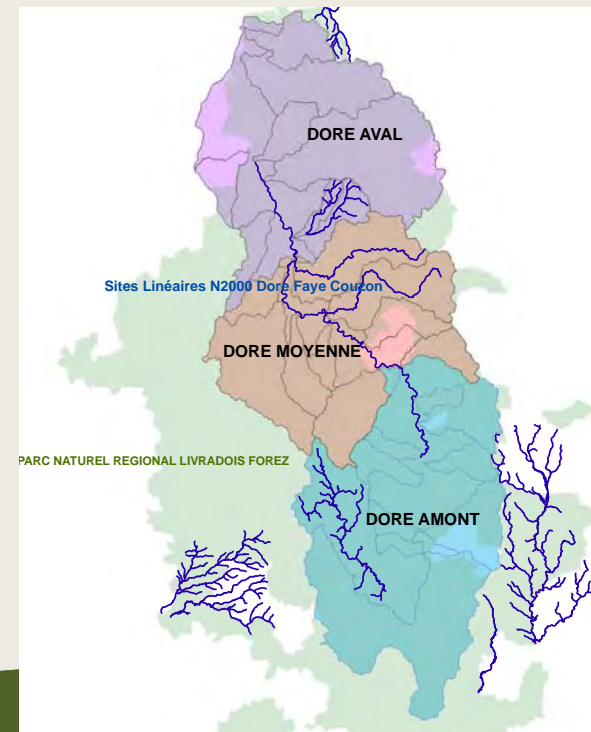 DORE AVAL
Sites Linéaires N2000 Dore Faye Couzon
DORE MOYENNE
PARC NATUREL REGIONAL LIVRADOIS FOREZ
DORE AMONT